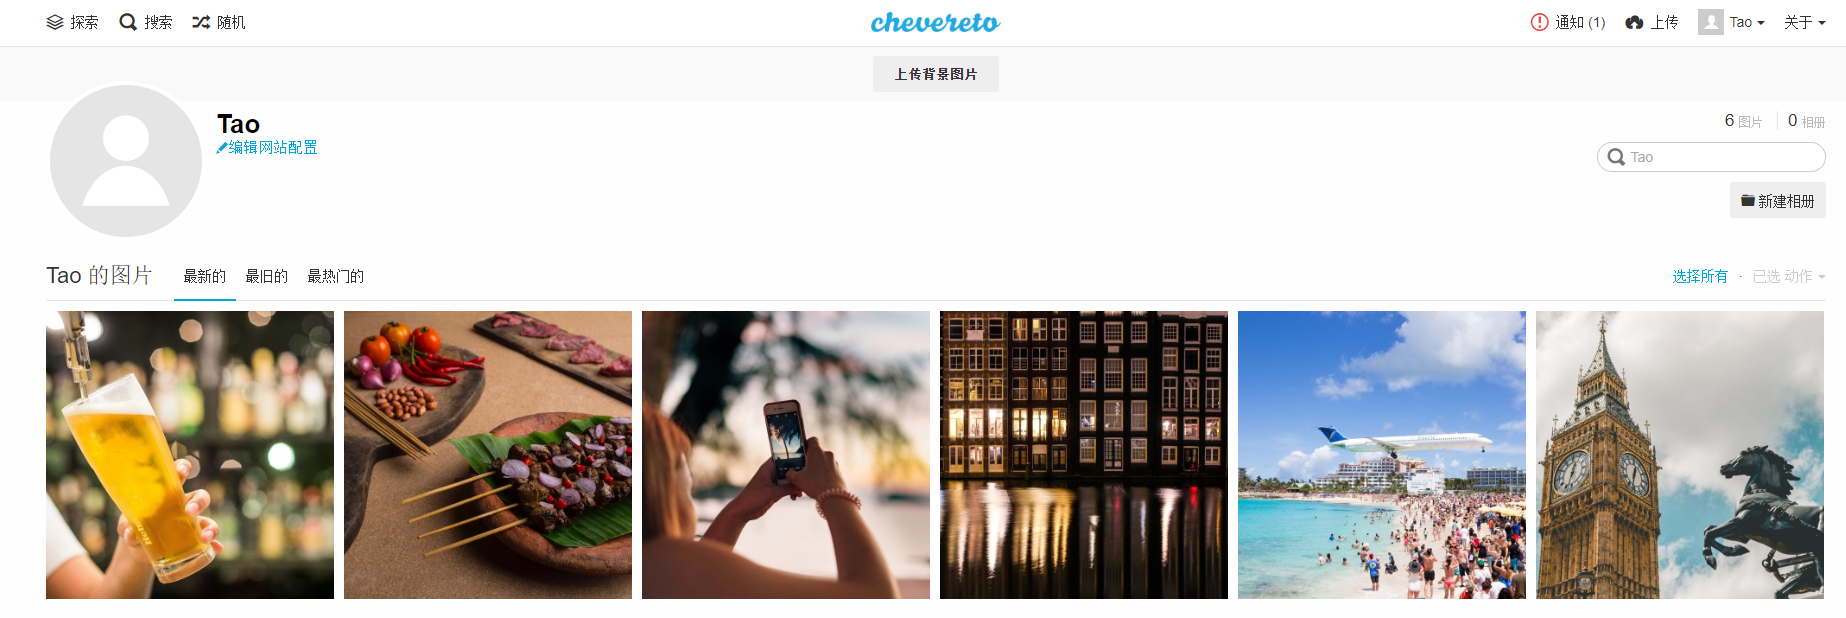 探索 搜索 随机 chevereto 通知 (1) 上传 Tao 关于
上传背景图片
Tao
编辑网站配置
6 图片 0 相册
Tao
新建相册
Tao 的图片 最新的 最旧的 最热门的 选择所有 · 已选 动作